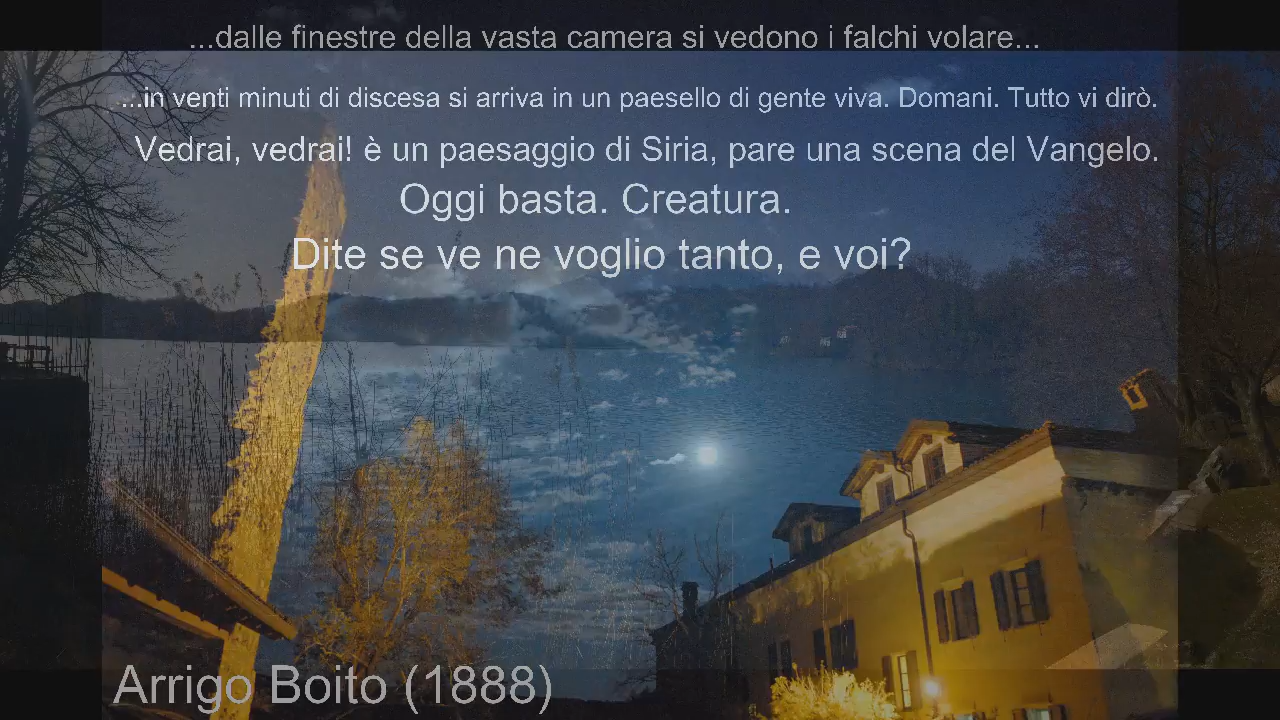 ...dalle finestre della vasta camera si vedono i falchi volare...
...in venti minuti di discesa si arriva in un paesello di gente viva. Domani. Tutto vi dirò.
Vedrai, vedrai! è un paesaggio di Siria, pare una scena del Vangelo.
Oggi basta. Creatura.
Dite se ve ne voglio tanto, e voi?
Arrigo Boito (1888)